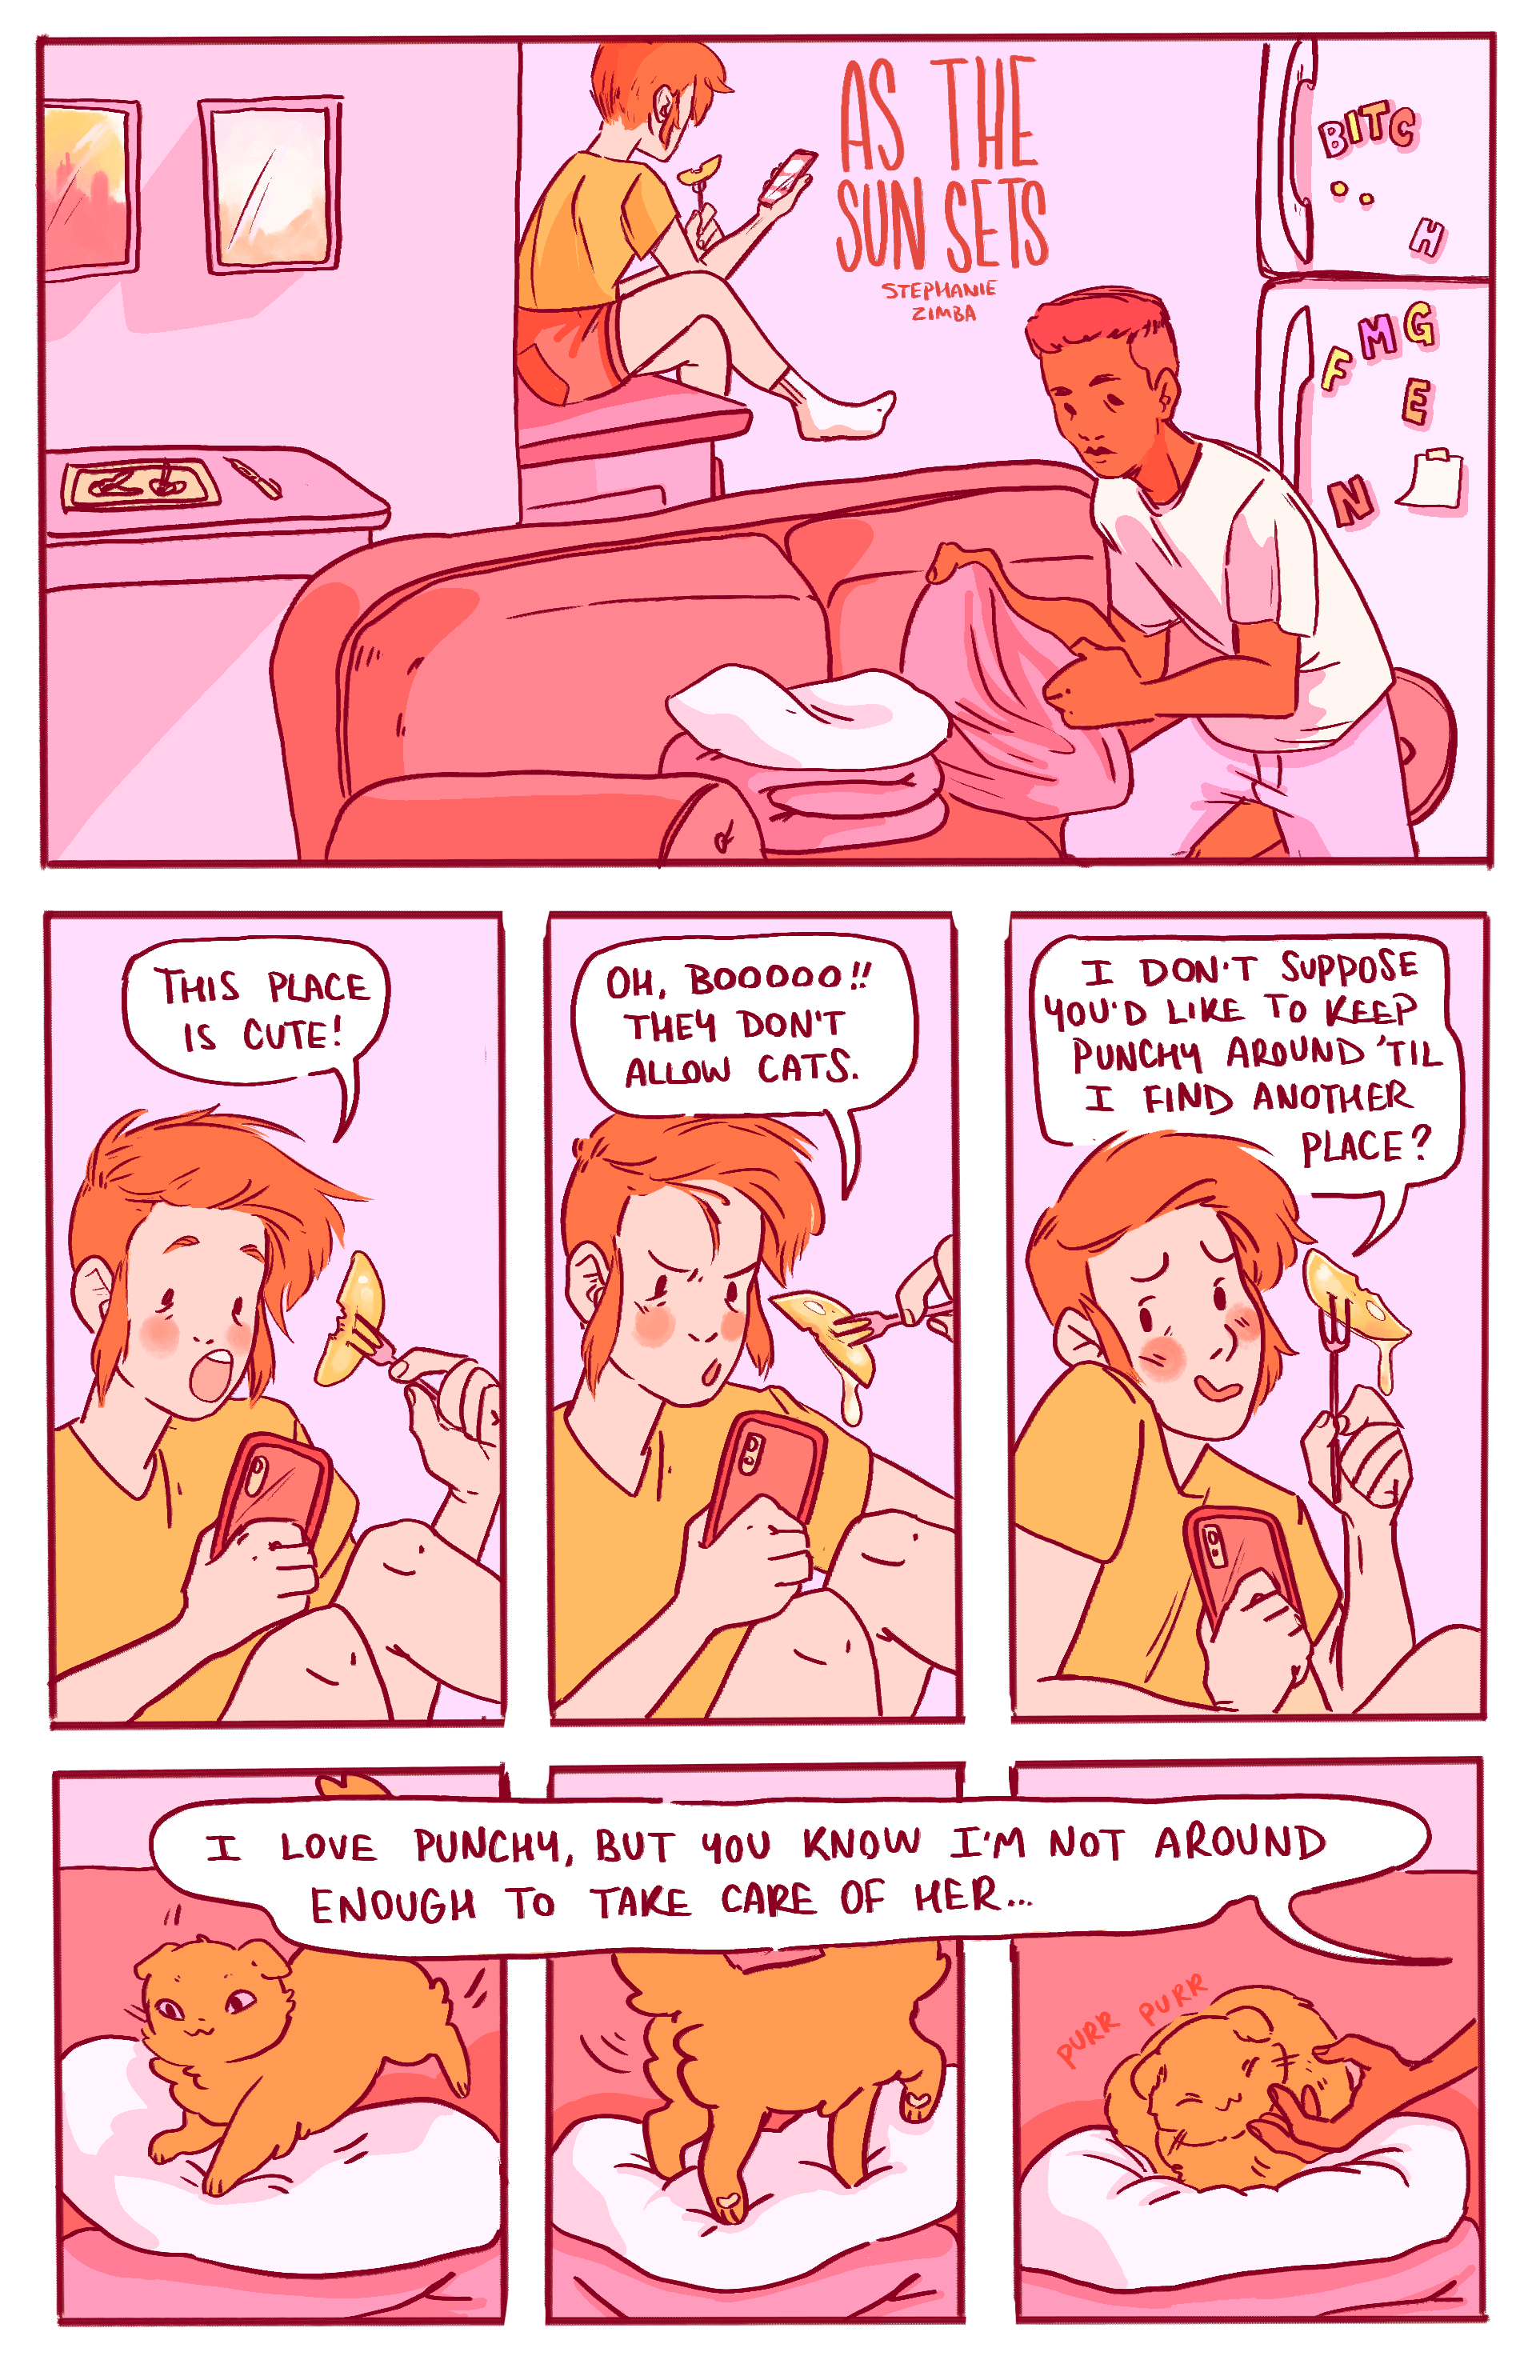 AS THE
SUN SETS
STEPHANIE
ZIMBA
BITC
H
F M G
E
N
THIS PLACE
IS CUTE!
OH, BOOOOO!!
THEY DON'T
ALLOW CATS.
I DON'T SUPPOSE
YOU'D LIKE TO KEEP
PUNCHY AROUND 'TIL
I FIND ANOTHER
PLACE?
I LOVE PUNCHY, BUT YOU KNOW I'M NOT AROUND
ENOUGH TO TAKE CARE OF HER...
PURR PURR